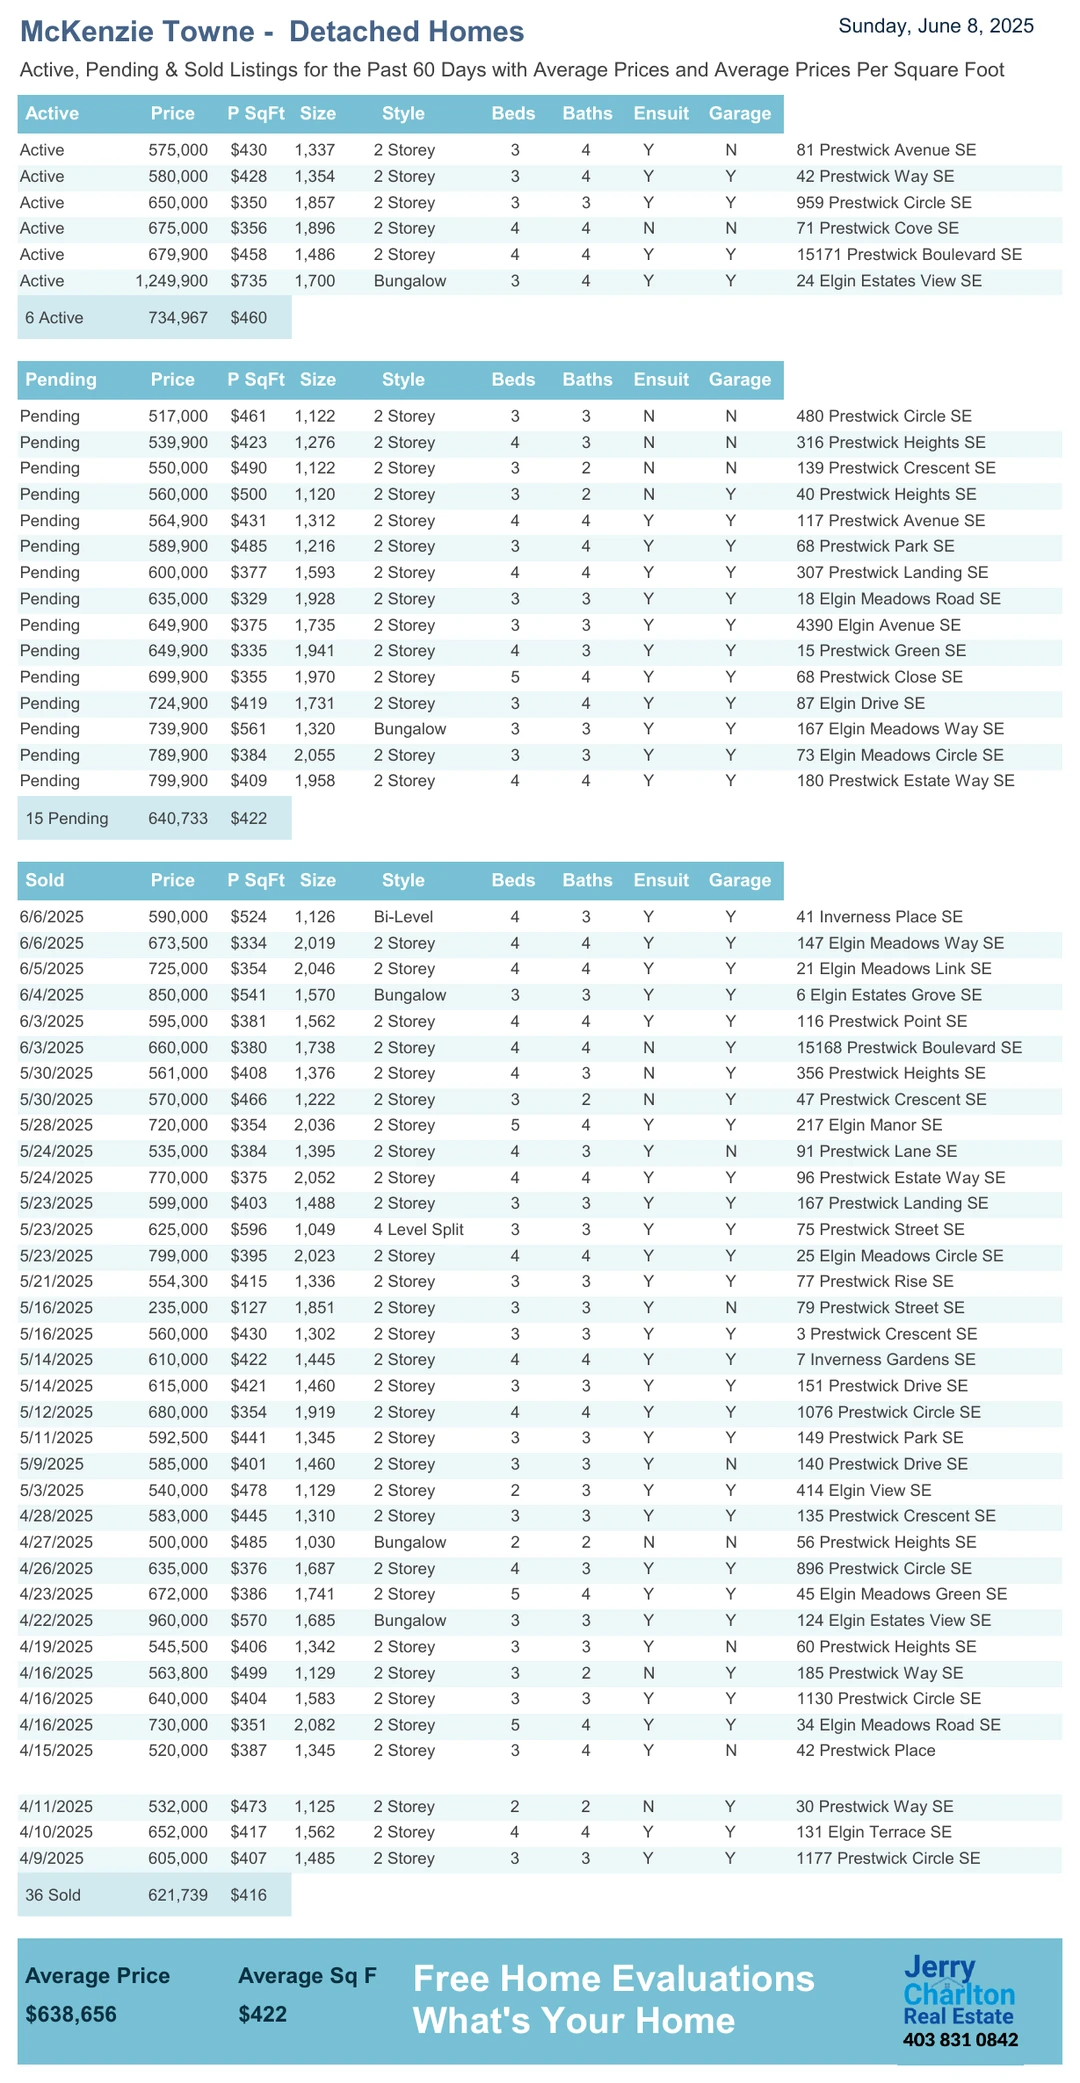 McKenzie Towne - Detached Homes Sunday, June 8, 2025
Active, Pending & Sold Listings for the Past 60 Days with Average Prices and Average Prices Per Square Foot
Active Price P SqFt Size Style Beds Baths Ensuit Garage
Active 575,000 $430 1,337 2 Storey 3 4 Y N 81 Prestwick Avenue SE
Active 580,000 $428 1,354 2 Storey 3 4 Y Y 42 Prestwick Way SE
Active 650,000 $350 1,857 2 Storey 3 3 Y Y 959 Prestwick Circle SE
Active 675,000 $356 1,896 2 Storey 4 4 N N 71 Prestwick Cove SE
Active 679,900 $458 1,486 2 Storey 4 4 Y Y 15171 Prestwick Boulevard SE
Active 1,249,900 $735 1,700 Bungalow 3 4 Y Y 24 Elgin Estates View SE
6 Active 734,967 $460
Pending Price P SqFt Size Style Beds Baths Ensuit Garage
Pending 517,000 $461 1,122 2 Storey 3 3 N N 480 Prestwick Circle SE
Pending 539,900 $423 1,276 2 Storey 4 3 N N 316 Prestwick Heights SE
Pending 550,000 $490 1,122 2 Storey 3 2 N N 139 Prestwick Crescent SE
Pending 560,000 $500 1,120 2 Storey 3 2 N Y 40 Prestwick Heights SE
Pending 564,900 $431 1,312 2 Storey 4 4 Y Y 117 Prestwick Avenue SE
Pending 589,900 $485 1,216 2 Storey 3 4 Y Y 68 Prestwick Park SE
Pending 600,000 $377 1,593 2 Storey 4 4 Y Y 307 Prestwick Landing SE
Pending 635,000 $329 1,928 2 Storey 3 3 Y Y 18 Elgin Meadows Road SE
Pending 649,900 $375 1,735 2 Storey 3 3 Y Y 4390 Elgin Avenue SE
Pending 649,900 $335 1,941 2 Storey 4 3 Y Y 15 Prestwick Green SE
Pending 699,900 $355 1,970 2 Storey 5 4 Y Y 68 Prestwick Close SE
Pending 724,900 $419 1,731 2 Storey 3 4 Y Y 87 Elgin Drive SE
Pending 739,900 $561 1,320 Bungalow 3 3 Y Y 167 Elgin Meadows Way SE
Pending 789,900 $384 2,055 2 Storey 3 3 Y Y 73 Elgin Meadows Circle SE
Pending 799,900 $409 1,958 2 Storey 4 4 Y Y 180 Prestwick Estate Way SE
15 Pending 640,733 $422
Sold Price P SqFt Size Style Beds Baths Ensuit Garage
6/6/2025 590,000 $524 1,126 Bi-Level 4 3 Y Y 41 Inverness Place SE
6/6/2025 673,500 $334 2,019 2 Storey 4 4 Y Y 147 Elgin Meadows Way SE
6/5/2025 725,000 $354 2,046 2 Storey 4 4 Y Y 21 Elgin Meadows Link SE
6/4/2025 850,000 $541 1,570 Bungalow 3 3 Y Y 6 Elgin Estates Grove SE
6/3/2025 595,000 $381 1,562 2 Storey 4 4 Y Y 116 Prestwick Point SE
6/3/2025 660,000 $380 1,738 2 Storey 4 4 N Y 15168 Prestwick Boulevard SE
5/30/2025 561,000 $408 1,376 2 Storey 4 3 N Y 356 Prestwick Heights SE
5/30/2025 570,000 $466 1,222 2 Storey 3 2 N Y 47 Prestwick Crescent SE
5/28/2025 720,000 $354 2,036 2 Storey 5 4 Y Y 217 Elgin Manor SE
5/24/2025 535,000 $384 1,395 2 Storey 4 3 Y N 91 Prestwick Lane SE
5/24/2025 770,000 $375 2,052 2 Storey 4 4 Y Y 96 Prestwick Estate Way SE
5/23/2025 599,000 $403 1,488 2 Storey 3 3 Y Y 167 Prestwick Landing SE
5/23/2025 625,000 $596 1,049 4 Level Split 3 3 Y Y 75 Prestwick Street SE
5/23/2025 799,000 $395 2,023 2 Storey 4 4 Y Y 25 Elgin Meadows Circle SE
5/21/2025 554,300 $415 1,336 2 Storey 3 3 Y Y 77 Prestwick Rise SE
5/16/2025 235,000 $127 1,851 2 Storey 3 3 Y N 79 Prestwick Street SE
5/16/2025 560,000 $430 1,302 2 Storey 3 3 Y Y 3 Prestwick Crescent SE
5/14/2025 610,000 $422 1,445 2 Storey 4 4 Y Y 7 Inverness Gardens SE
5/14/2025 615,000 $421 1,460 2 Storey 3 3 Y Y 151 Prestwick Drive SE
5/12/2025 680,000 $354 1,919 2 Storey 4 4 Y Y 1076 Prestwick Circle SE
5/11/2025 592,500 $441 1,345 2 Storey 3 3 Y Y 149 Prestwick Park SE
5/9/2025 585,000 $401 1,460 2 Storey 3 3 Y N 140 Prestwick Drive SE
5/3/2025 540,000 $478 1,129 2 Storey 2 3 Y Y 414 Elgin View SE
4/28/2025 583,000 $445 1,310 2 Storey 3 3 Y Y 135 Prestwick Crescent SE
4/27/2025 500,000 $485 1,030 Bungalow 2 2 N N 56 Prestwick Heights SE
4/26/2025 635,000 $376 1,687 2 Storey 4 3 Y Y 896 Prestwick Circle SE
4/23/2025 672,000 $386 1,741 2 Storey 5 4 Y Y 45 Elgin Meadows Green SE
4/22/2025 960,000 $570 1,685 Bungalow 3 3 Y Y 124 Elgin Estates View SE
4/19/2025 545,500 $406 1,342 2 Storey 3 3 Y N 60 Prestwick Heights SE
4/16/2025 563,800 $499 1,129 2 Storey 3 2 N Y 185 Prestwick Way SE
4/16/2025 640,000 $404 1,583 2 Storey 3 3 Y Y 1130 Prestwick Circle SE
4/16/2025 730,000 $351 2,082 2 Storey 5 4 Y Y 34 Elgin Meadows Road SE
4/15/2025 520,000 $387 1,345 2 Storey 3 4 Y N 42 Prestwick Place
4/11/2025 532,000 $473 1,125 2 Storey 2 2 N Y 30 Prestwick Way SE
4/10/2025 652,000 $417 1,562 2 Storey 4 4 Y Y 131 Elgin Terrace SE
4/9/2025 605,000 $407 1,485 2 Storey 3 3 Y Y 1177 Prestwick Circle SE
36 Sold 621,739 $416
Average Price Average Sq F
$638,656 $422
Free Home Evaluations
What's Your Home
Jerry
Charlton
Real Estate
403 831 0842